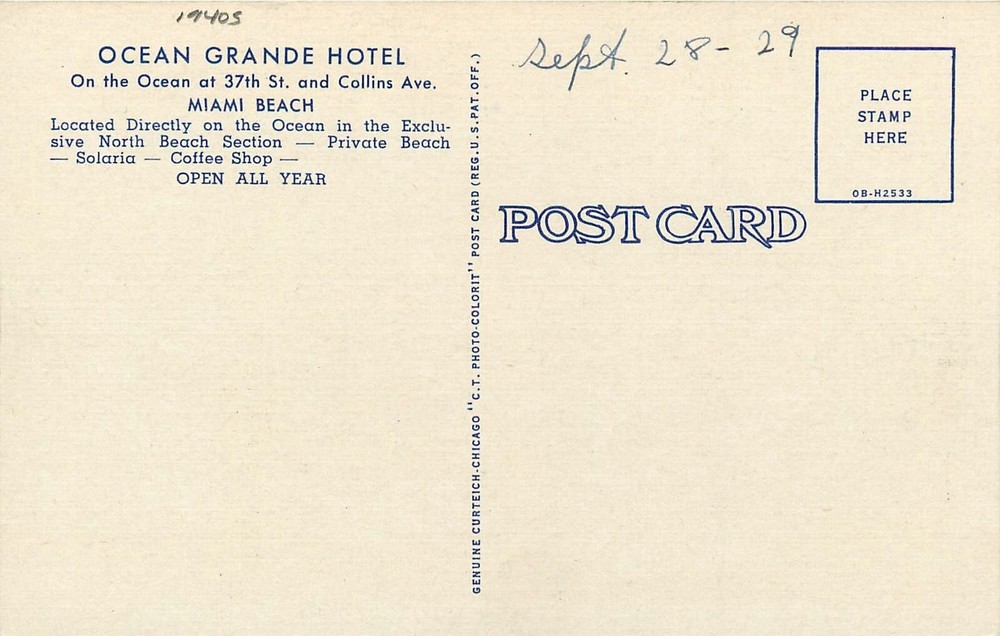 1940S
OCEAN GRANDE HOTEL
On the Ocean at 37th St. and Collins Ave.
MIAMI BEACH
Located Directly on the Ocean in the Exclu-
sive North Beach Section — Private Beach
— Solaria — Coffee Shop —
OPEN ALL YEAR
GENUINE CURTEICH-CHICAGO "C.T. PHOTO-COLORIT" POST CARD (REG. U.S. PAT. OFF.)
Sept. 28 - 29
PLACE
STAMP
HERE
OB-H2533
POST CARD